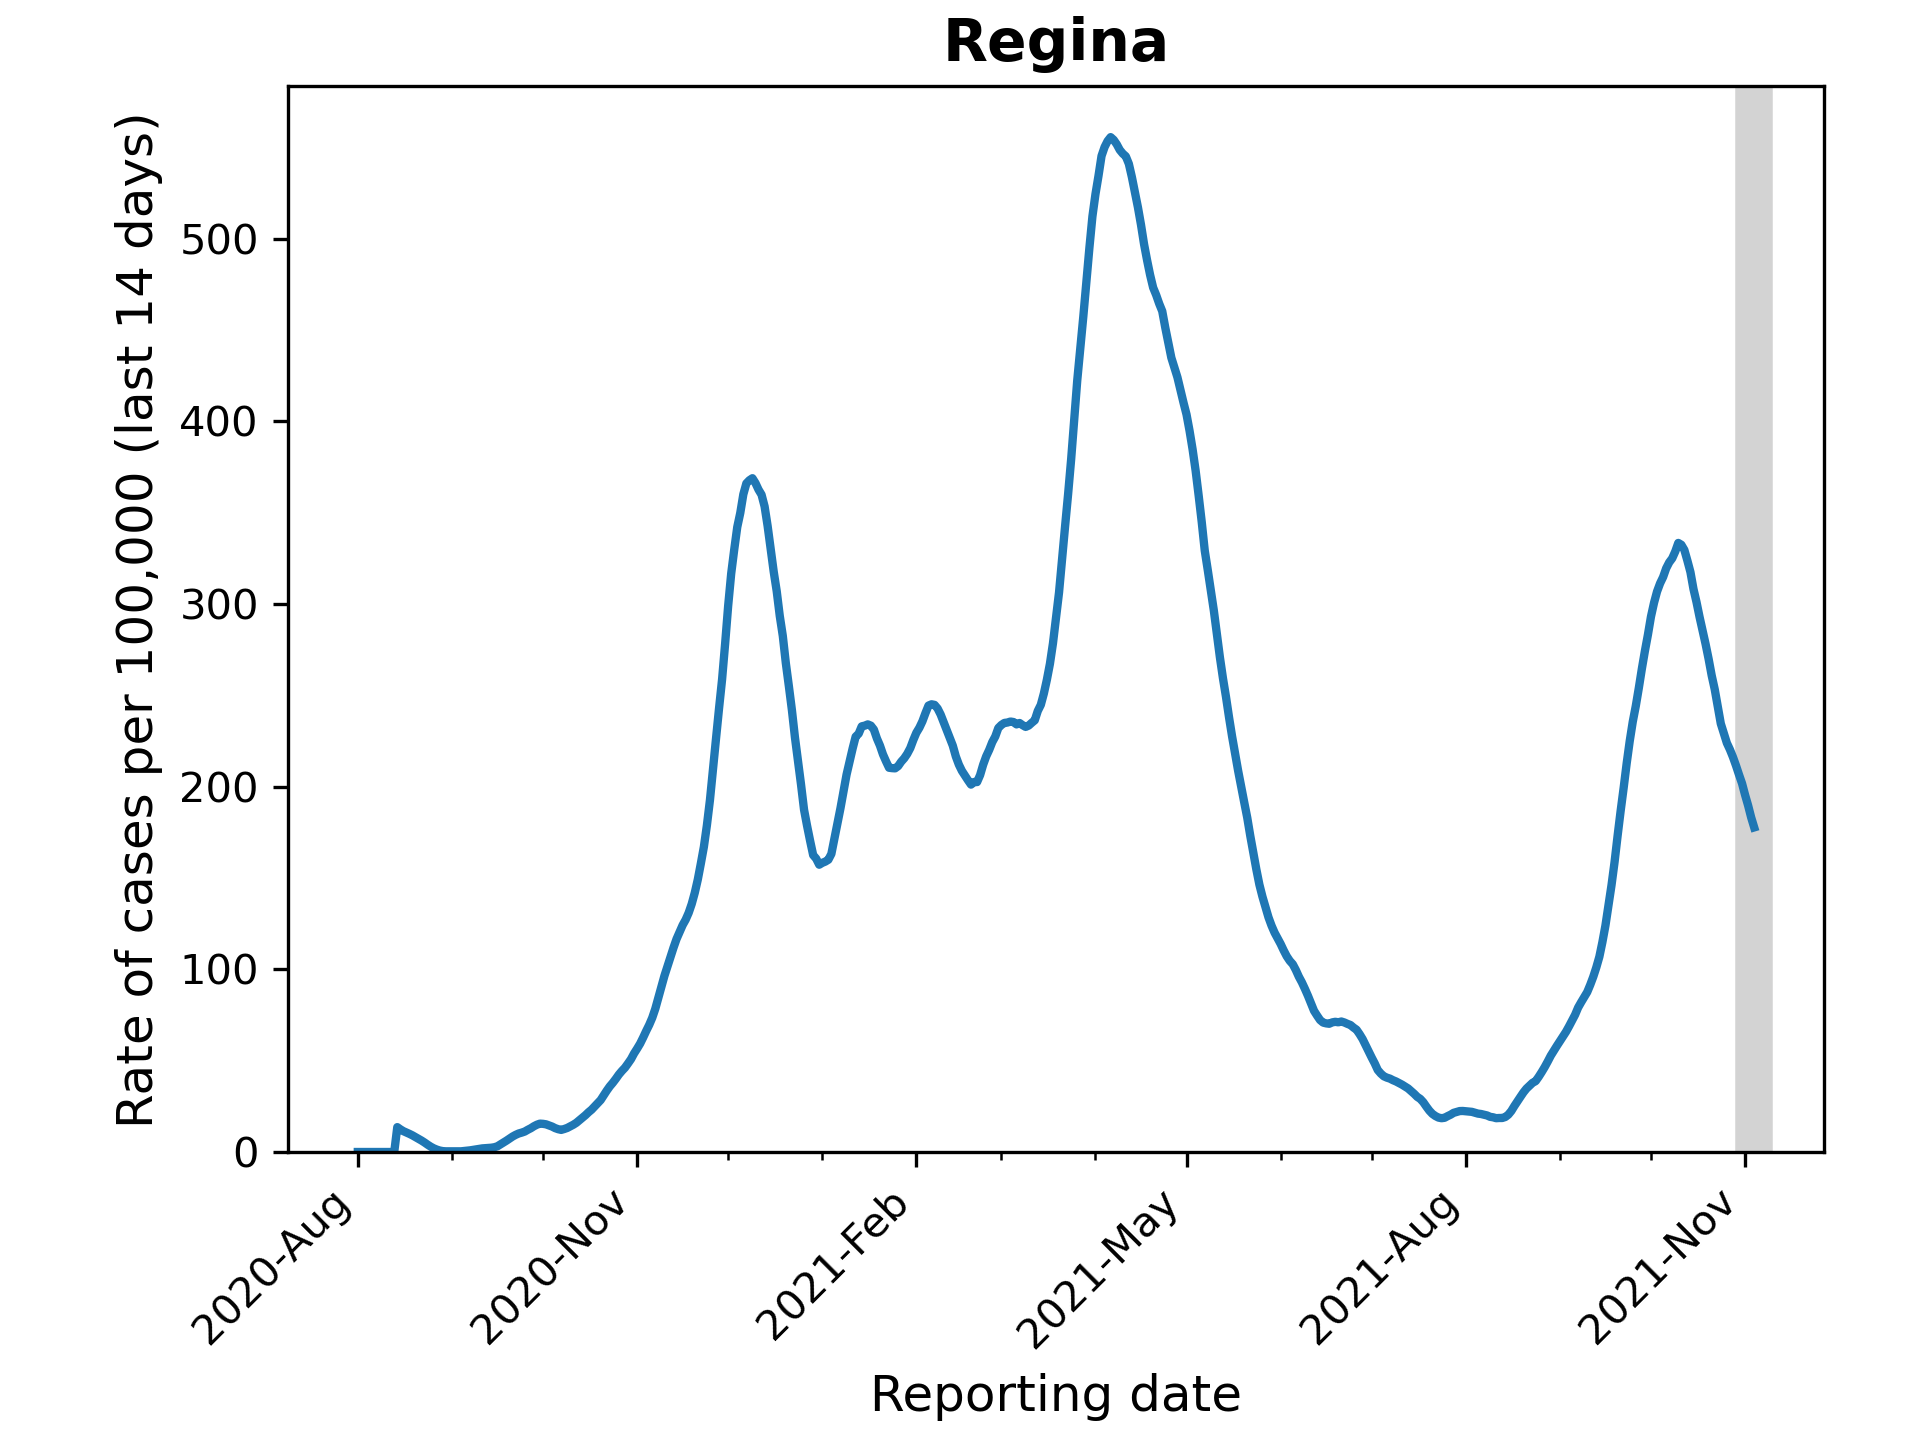 Regina
Rate of cases per 100,000 (last 14 days)
500
400
300
200
100
0
2020-Aug
2020-Nov
2021-Feb
2021-May
2021-Aug
2021-Nov
Reporting date